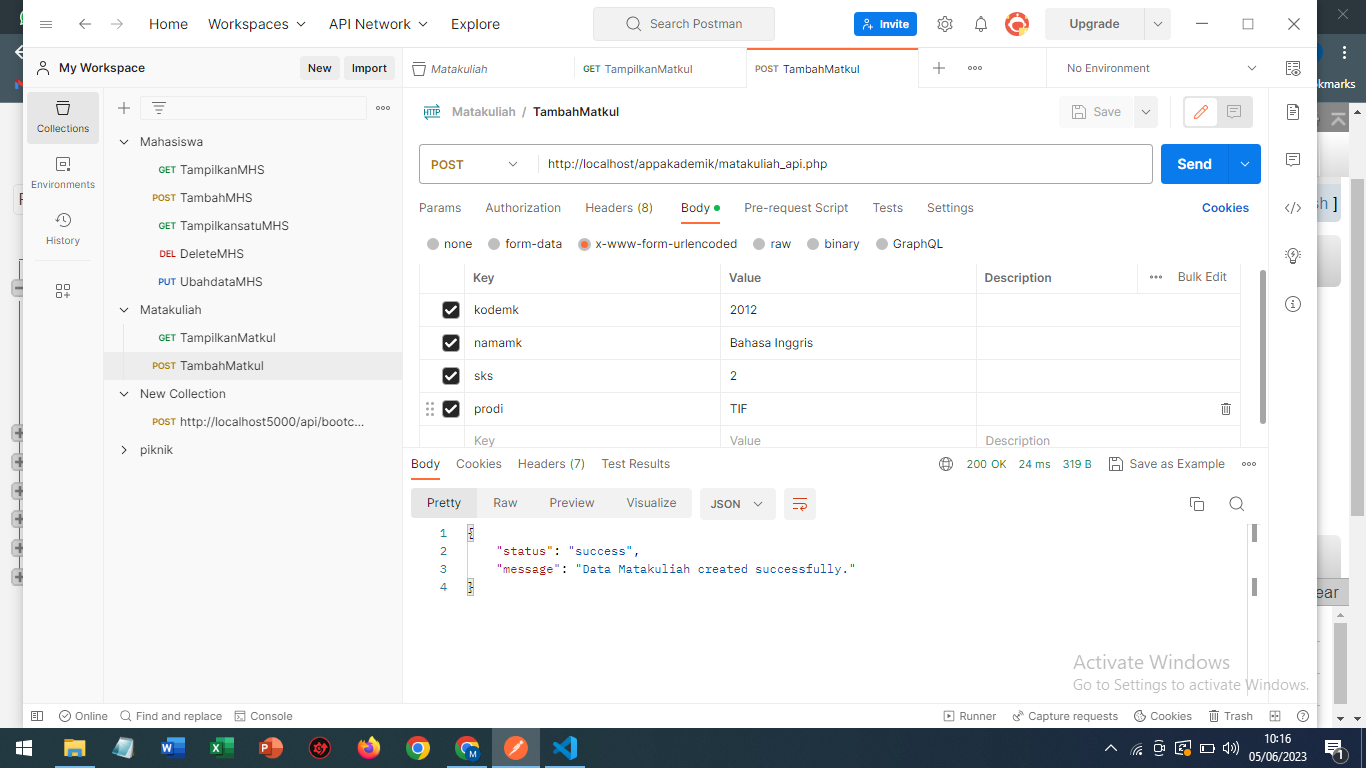 Home Workspaces API Network Explore Search Postman Invite Upgrade
My Workspace New Import Matakuliah GET TampilkanMatkul POST TambahMatkul No Environment
okmarks
Collections
Environments
History
Mahasiswa
GET TampilkanMHS
POST TambahMHS
GET TampilkansatuMHS
DEL DeleteMHS
PUT UbahdataMHS
Matakuliah
GET TampilkanMatkul
POST TambahMatkul
New Collection
POST http://localhost5000/api/bootc...
piknik
HTTP Matakuliah / TambahMatkul Save
POST http://localhost/appakademik/matakuliah_api.php Send
Params Authorization Headers (8) Body Pre-request Script Tests Settings Cookies
none form-data x-www-form-urlencoded raw binary GraphQL
Key Value Description Bulk Edit
kodemk 2012
namamk Bahasa Inggris
sks 2
prodi TIF
Key Value Description
Body Cookies Headers (7) Test Results 200 OK 24 ms 319 B Save as Example
Pretty Raw Preview Visualize JSON
1 {
2 "status": "success",
3 "message": "Data Matakuliah created successfully."
4 }
h ]
ear
Activate Windows
Go to Settings to activate Windows.
Online Find and replace Console Runner Capture requests Cookies Trash
10:16
05/06/2023
1